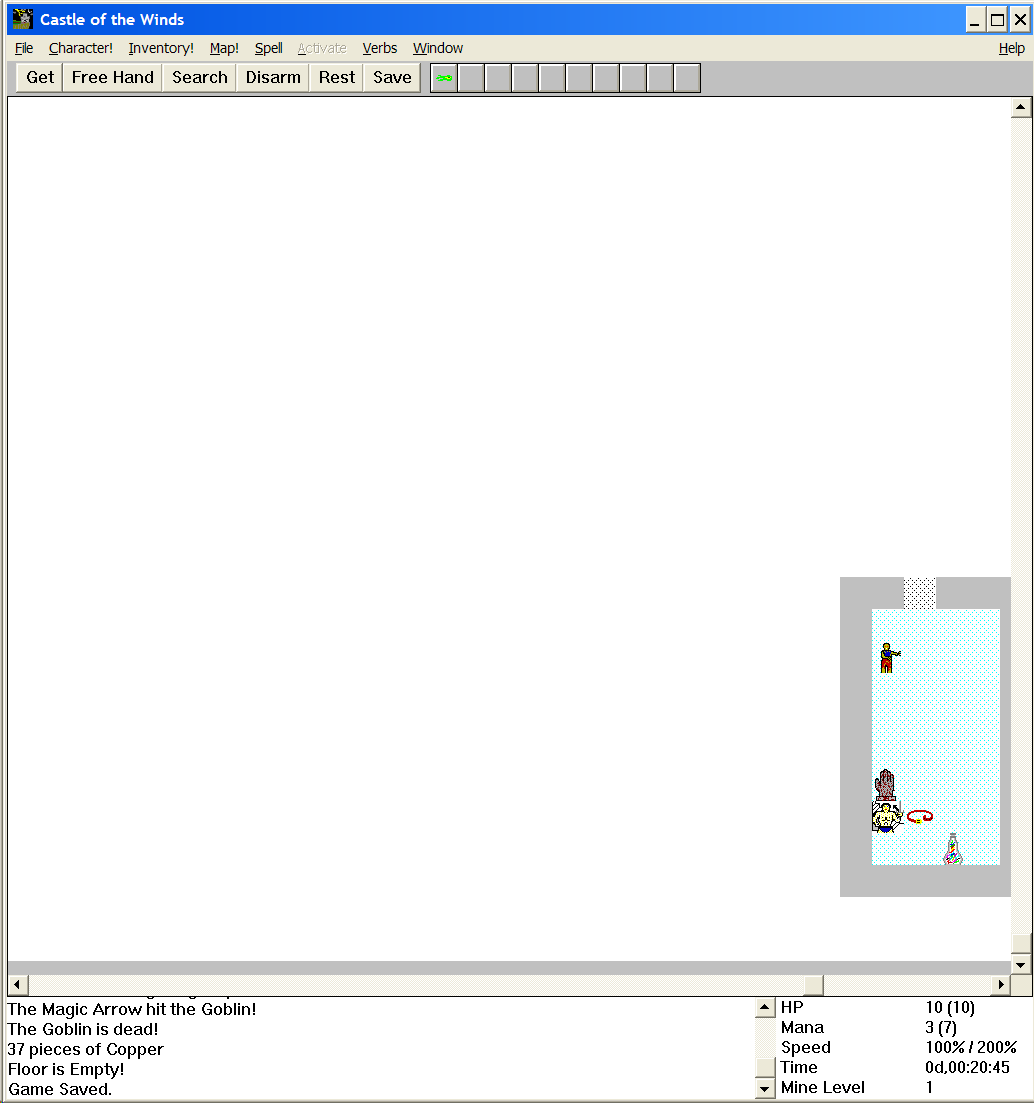 Castle of the Winds
File Character! Inventory! Map! Spell Activate Verbs Window Help
Get Free Hand Search Disarm Rest Save
The Magic Arrow hit the Goblin!
The Goblin is dead!
37 pieces of Copper
Floor is Empty!
Game Saved.
HP 10 (10)
Mana 3 (7)
Speed 100% / 200%
Time 0d,00:20:45
Mine Level 1